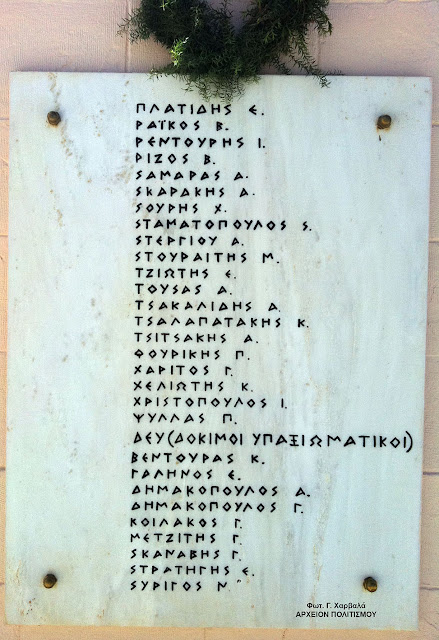 ΠΛΑΤΙΔΗΣ Ε.
ΡΑΪΚΟΣ Β.
ΡΕΝΤΟΥΡΗΣ Ι.
ΡΙΖΟΣ Β.
ΣΑΜΑΡΑΣ Α.
ΣΚΑΡΑΚΗΣ Α.
ΣΟΥΡΗΣ Χ.
ΣΤΑΜΑΤΟΠΟΥΛΟΣ Σ.
ΣΤΕΡΓΙΟΥ Α.
ΣΤΟΥΡΑΙΤΗΣ Μ.
ΤΖΙΩΤΗΣ Ε.
ΤΟΥΣΑΣ Α.
ΤΣΑΚΑΛΙΔΗΣ Α.
ΤΣΑΛΑΠΑΤΑΚΗΣ Κ.
ΤΣΙΤΣΑΚΗΣ Α.
ΦΟΥΡΙΚΗΣ Π.
ΧΑΡΙΤΟΣ Γ.
ΧΕΛΙΩΤΗΣ Κ.
ΧΡΙΣΤΟΠΟΥΛΟΣ Ι.
ΨΥΛΛΑΣ Π.
ΔΕΥ (ΔΟΚΙΜΟΙ ΥΠΑΞΙΩΜΑΤΙΚΟΙ)
ΒΕΝΤΟΥΡΑΣ Κ.
ΓΑΛΗΝΟΣ Ε.
ΔΗΜΑΚΟΠΟΥΛΟΣ Α.
ΔΗΜΑΚΟΠΟΥΛΟΣ Γ.
ΚΟΙΛΑΚΟΣ Γ.
ΜΕΤΖΙΤΗΣ Γ.
ΣΚΑΝΑΒΗΣ Γ.
ΣΤΡΑΤΗΓΗΣ Ε.
ΣΥΡΙΓΟΣ Ν.
Φωτ. Γ. Χαρβαλά
ΑΡΧΕΙΟΝ ΠΟΛΙΤΙΣΜΟΥ